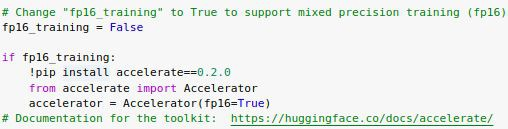 # Change "fp16_training" to True to support mixed precision training (fp16)
fp16_training = False
if fp16_training:
!pip install accelerate==0.2.0
from accelerate import Accelerator
accelerator = Accelerator(fp16=True)
# Documentation for the toolkit:  https://huggingface.co/docs/accelerate/